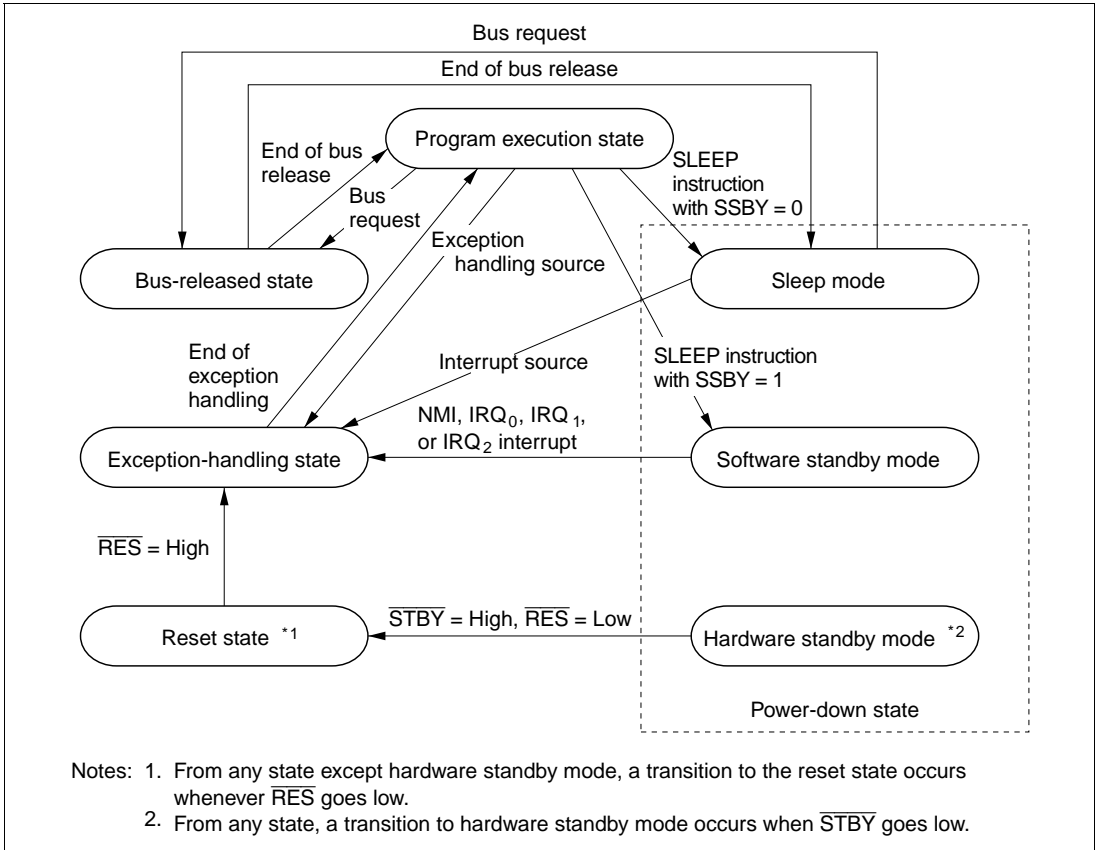 Bus request
End of bus release
Program execution state
End of bus
release
Bus
request
SLEEP
instruction
with SSBY = 0
Exception
handling source
Bus-released state
Sleep mode
End of
exception
handling
Interrupt source
SLEEP instruction
with SSBY = 1
NMI, IRQ0, IRQ1,
or IRQ2 interrupt
Exception-handling state
Software standby mode
R̅E̅S̅ = High
S̅T̅B̅Y̅ = High, R̅E̅S̅ = Low
Reset state *1
Hardware standby mode *2
Power-down state
Notes: 1. From any state except hardware standby mode, a transition to the reset state occurs
whenever R̅E̅S̅ goes low.
2. From any state, a transition to hardware standby mode occurs when S̅T̅B̅Y̅ goes low.